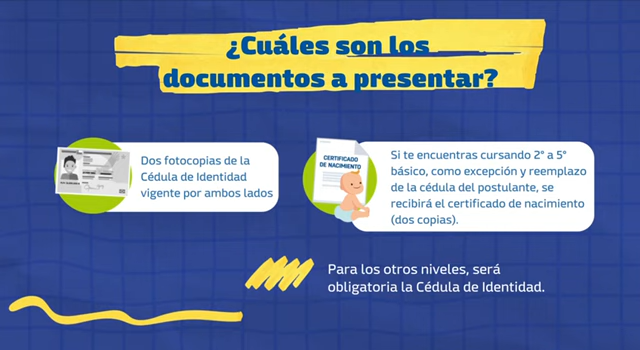 ¿Cuáles son los
documentos a presentar?
Dos fotocopias de la
Cédula de Identidad
vigente por ambos lados
CERTIFICADO
DE NACIMIENTO
Si te encuentras cursando 2° a 5°
básico, como excepción y reemplazo
de la cédula del postulante, se
recibirá el certificado de nacimiento
(dos copias).
Para los otros niveles, será
obligatoria la Cédula de Identidad.